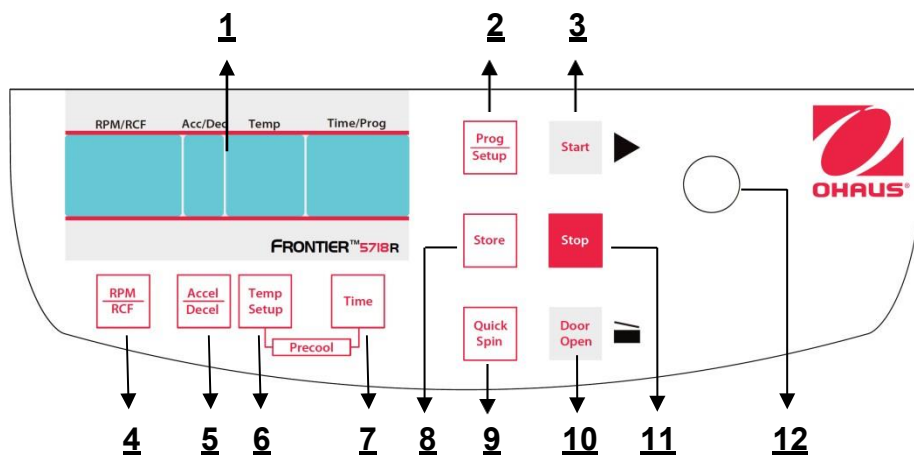 1 2 3
RPM/RCF Acc/Dec Temp Time/Prog
Prog
Setup
Start
OHAUS®
FRONTIER™5718R
Store
Stop
RPM
RCF
Accel
Decel
Temp
Setup
Time
Precool
Quick
Spin
Door
Open
4 5 6 7 8 9 10 11 12